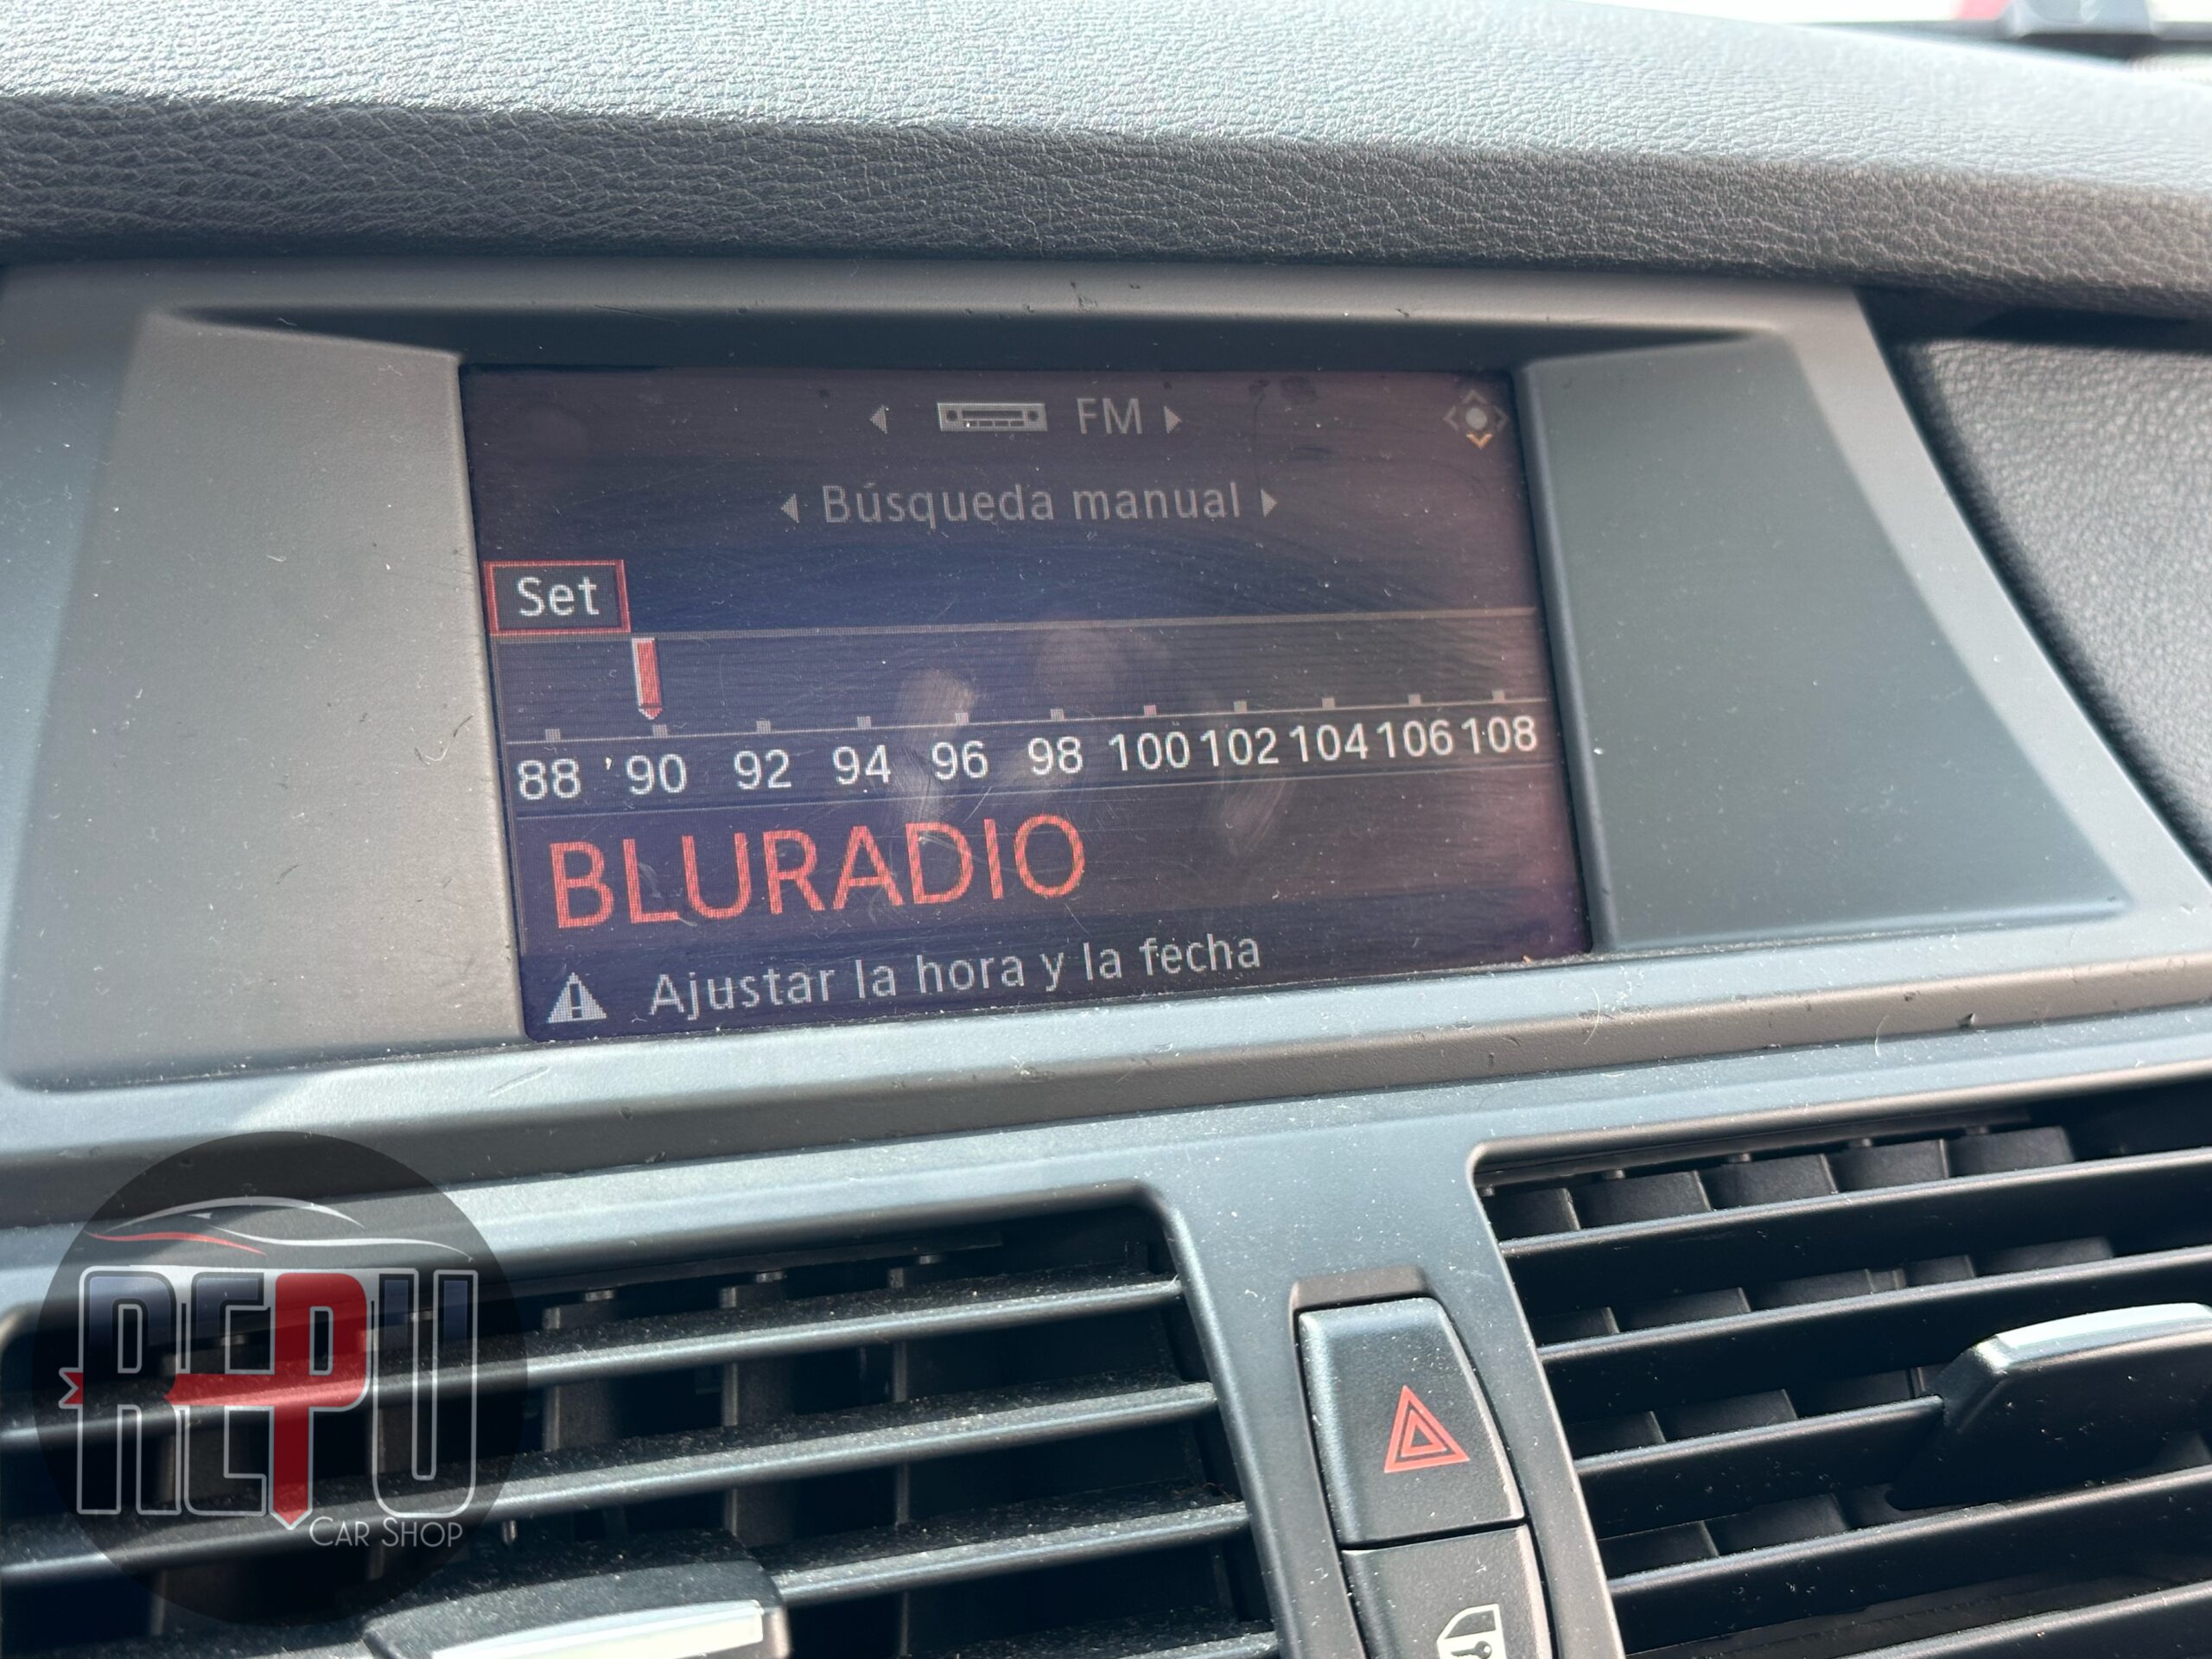 FM
Búsqueda manual
Set
88 90 92 94 96 98 100 102 104 106 108
BLURADIO
Ajustar la hora y la fecha
REPU
CAR SHOP